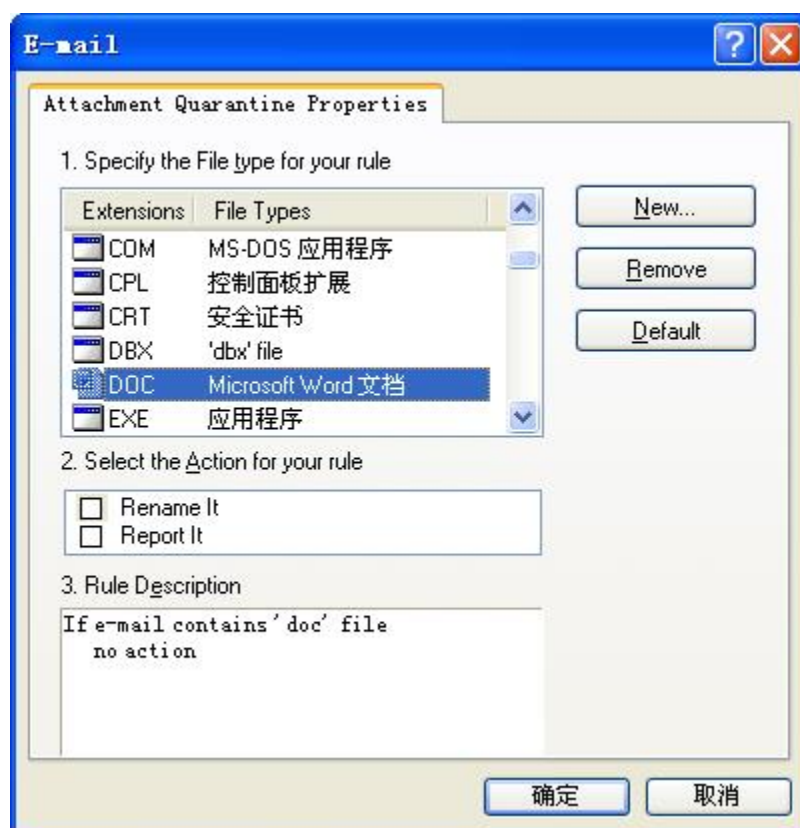 E-mail
Attachment Quarantine Properties
1. Specify the File type for your rule
Extensions File Types
COM MS-DOS 应用程序
CPL 控制面板扩展
CRT 安全证书
DBX 'dbx' file
DOC Microsoft Word 文档
EXE 应用程序
New...
Remove
Default
2. Select the Action for your rule
Rename It
Report It
3. Rule Description
If e-mail contains 'doc' file
no action
确定 取消